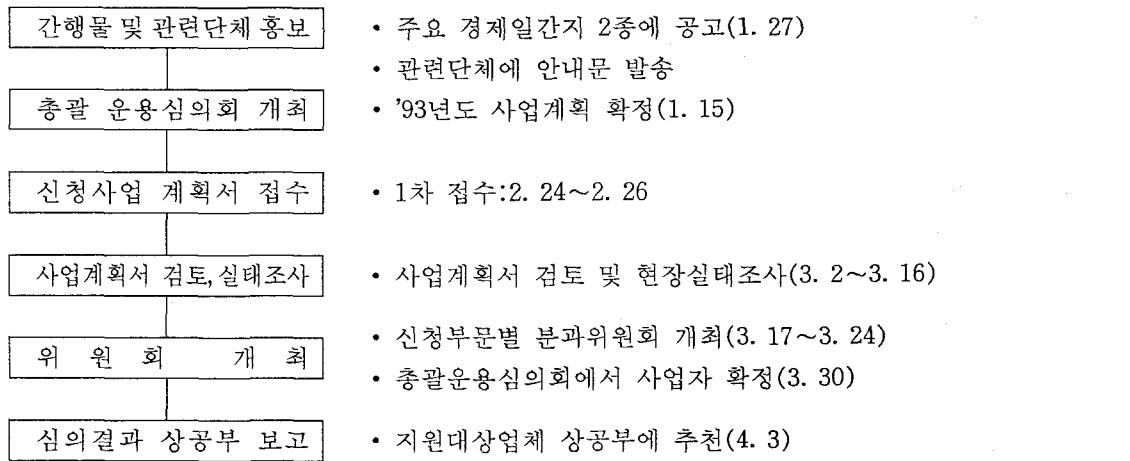 간행물 및 관련단체 홍보 • 주요 경제일간지 2종에 공고(1. 27)
• 관련단체에 안내문 발송
총괄 운용심의회 개최 • '93년도 사업계획 확정(1. 15)
신청사업 계획서 접수 • 1차 접수:2. 24~2. 26
사업계획서 검토, 실태조사 • 사업계획서 검토 및 현장실태조사(3. 2~3. 16)
• 신청부문별 분과위원회 개최(3. 17~3. 24)
위 원 회 개 최
• 총괄운용심의회에서 사업자 확정(3. 30)
심의결과 상공부 보고 • 지원대상업체 상공부에 추천(4. 3)